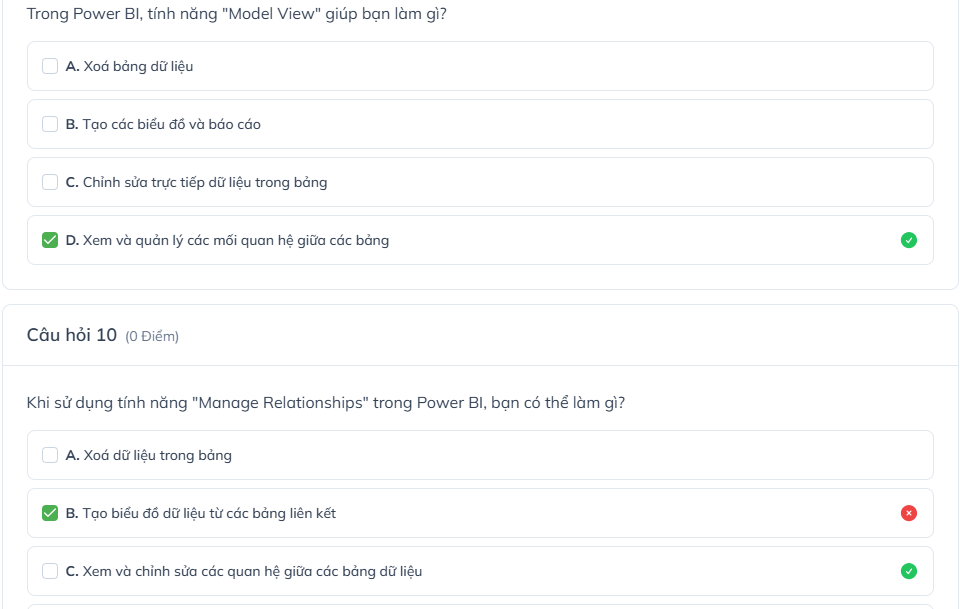 Trong Power BI, tính năng "Model View" giúp bạn làm gì?
A. Xoá bảng dữ liệu
B. Tạo các biểu đồ và báo cáo
C. Chỉnh sửa trực tiếp dữ liệu trong bảng
D. Xem và quản lý các mối quan hệ giữa các bảng
Câu hỏi 10 (0 Điểm)
Khi sử dụng tính năng "Manage Relationships" trong Power BI, bạn có thể làm gì?
A. Xoá dữ liệu trong bảng
B. Tạo biểu đồ dữ liệu từ các bảng liên kết
C. Xem và chỉnh sửa các quan hệ giữa các bảng dữ liệu